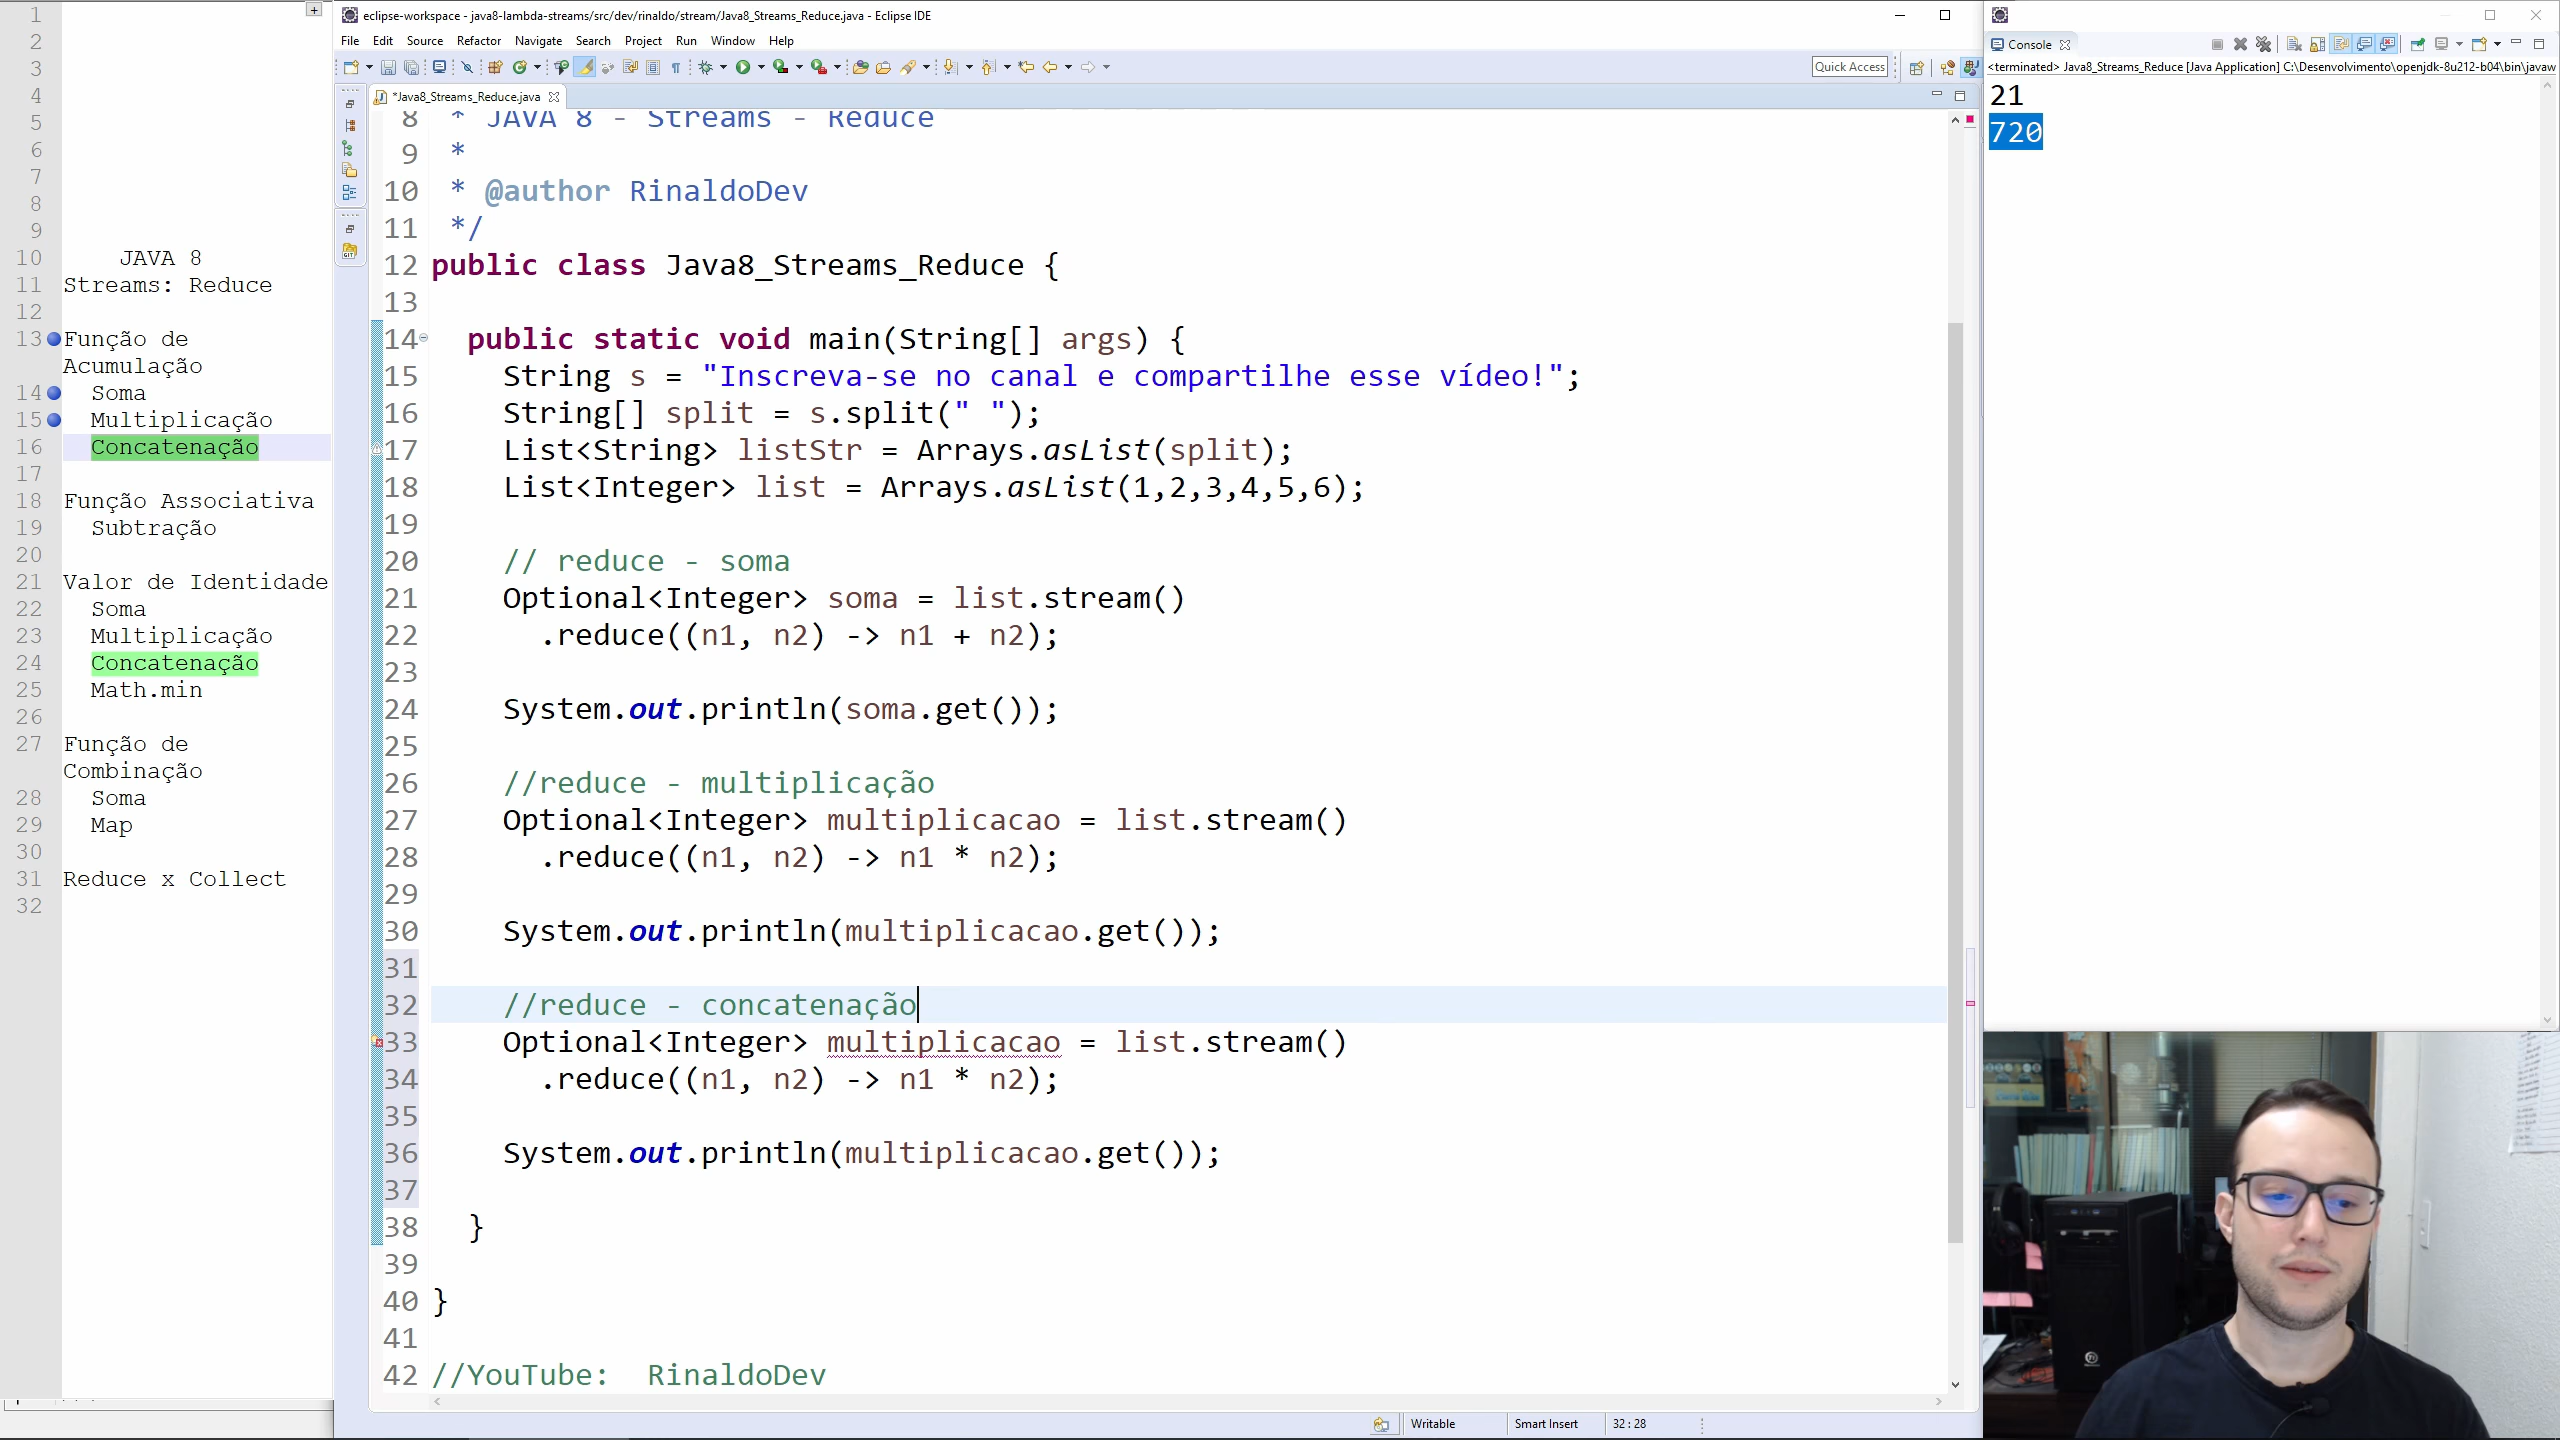 1
2
3
4
5
6
7
8
9
10 JAVA 8
11 Streams: Reduce
12
13 Função de
Acumulação
14 Soma
15 Multiplicação
16 Concatenação
17
18 Função Associativa
19 Subtração
20
21 Valor de Identidade
22 Soma
23 Multiplicação
24 Concatenação
25 Math.min
26
27 Função de
Combinação
28 Soma
29 Map
30
31 Reduce x Collect
32
eclipse-workspace - java8-lambda-streams/src/dev/rinaldo/stream/Java8_Streams_Reduce.java - Eclipse IDE
File Edit Source Refactor Navigate Search Project Run Window Help
Quick Access
*Java8_Streams_Reduce.java
8 * JAVA 8 - Streams - Reduce
9 *
10 * @author RinaldoDev
11 */
12 public class Java8_Streams_Reduce {
13
14 public static void main(String[] args) {
15 String s = "Inscreva-se no canal e compartilhe esse vídeo!";
16 String[] split = s.split(" ");
17 List<String> listStr = Arrays.asList(split);
18 List<Integer> list = Arrays.asList(1,2,3,4,5,6);
19
20 // reduce - soma
21 Optional<Integer> soma = list.stream()
22 .reduce((n1, n2) -> n1 + n2);
23
24 System.out.println(soma.get());
25
26 //reduce - multiplicação
27 Optional<Integer> multiplicacao = list.stream()
28 .reduce((n1, n2) -> n1 * n2);
29
30 System.out.println(multiplicacao.get());
31
32 //reduce - concatenação
33 Optional<Integer> multiplicacao = list.stream()
34 .reduce((n1, n2) -> n1 * n2);
35
36 System.out.println(multiplicacao.get());
37
38 }
39
40 }
41
42 //YouTube: RinaldoDev
Writable Smart Insert 32 : 28
Console
<terminated> Java8_Streams_Reduce [Java Application] C:\Desenvolvimento\openjdk-8u212-b04\bin\javaw
21
720